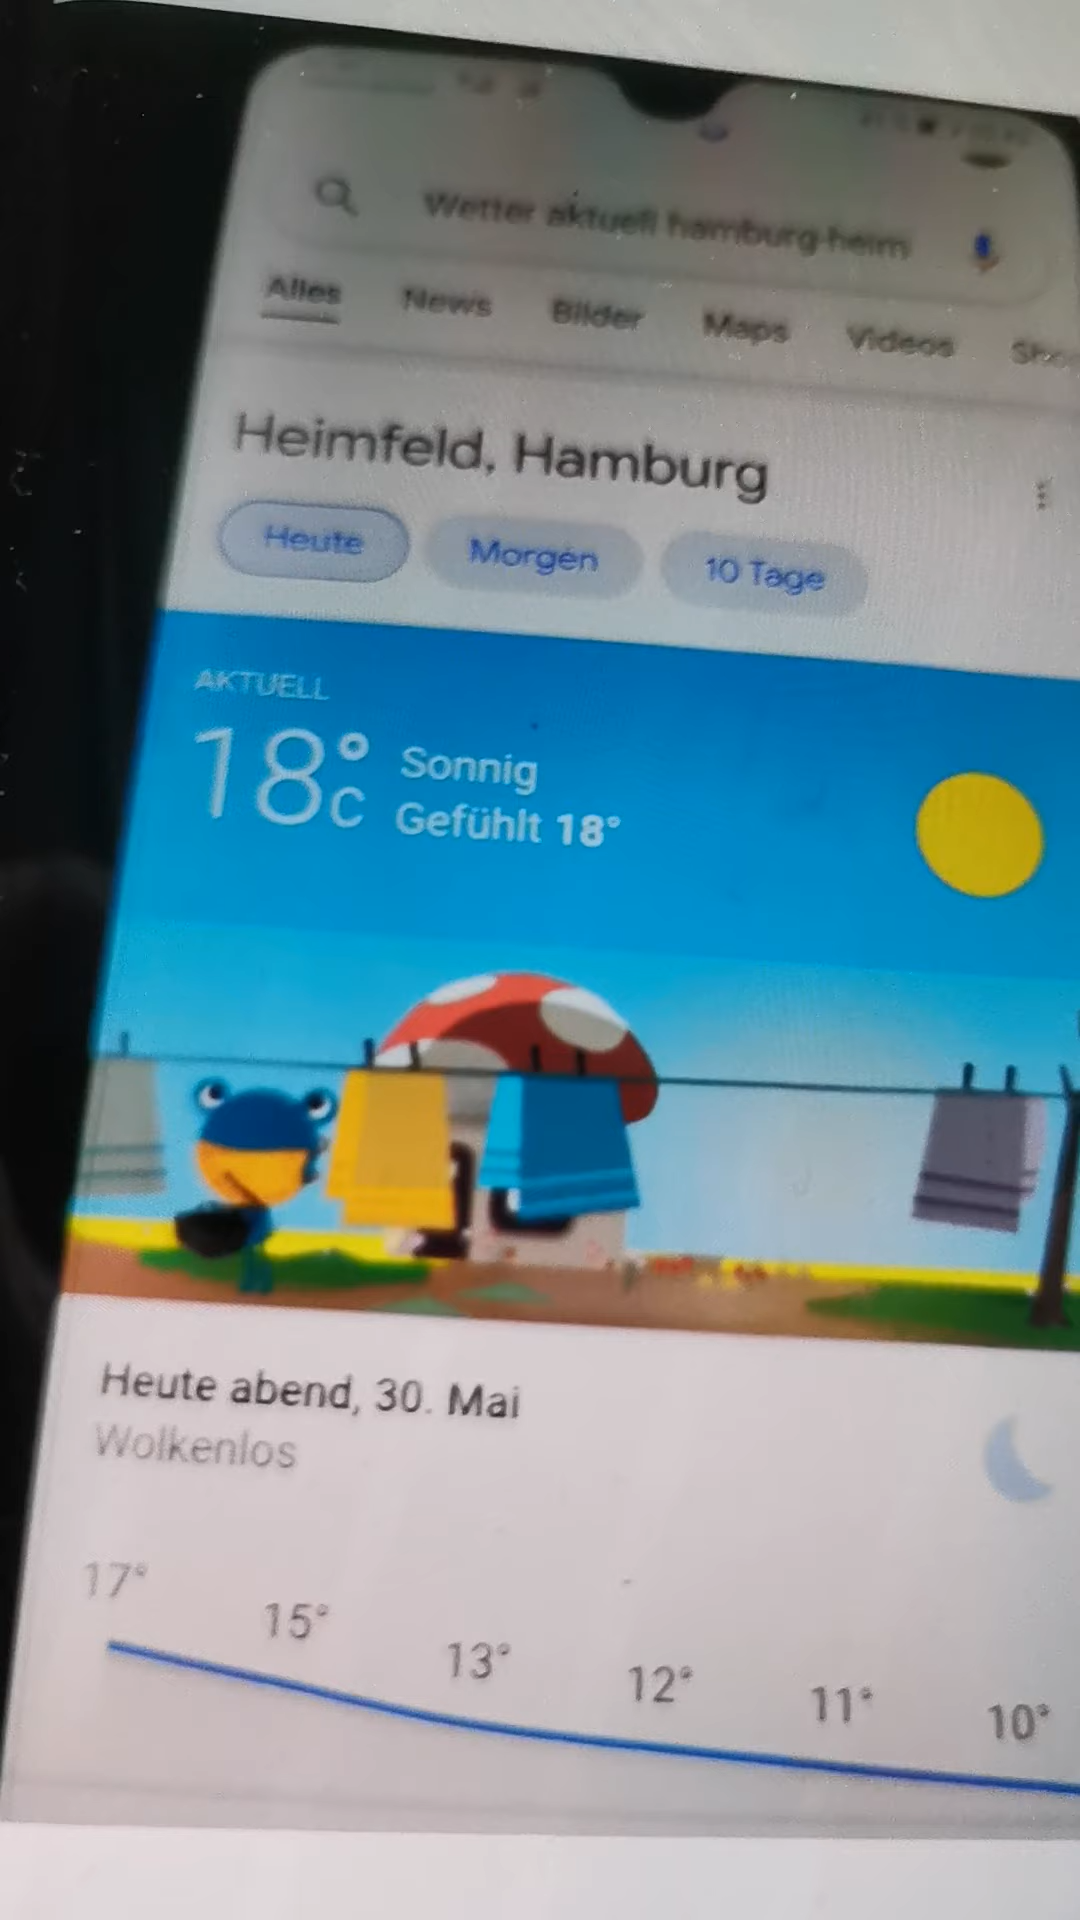 Wetter aktuell hamburg-heim
Alles News Bilder Maps Videos Sho
Heimfeld, Hamburg
Heute Morgen 10 Tage
AKTUELL
18°C Sonnig
Gefühlt 18°
Heute abend, 30. Mai
Wolkenlos
17° 15° 13° 12° 11° 10°